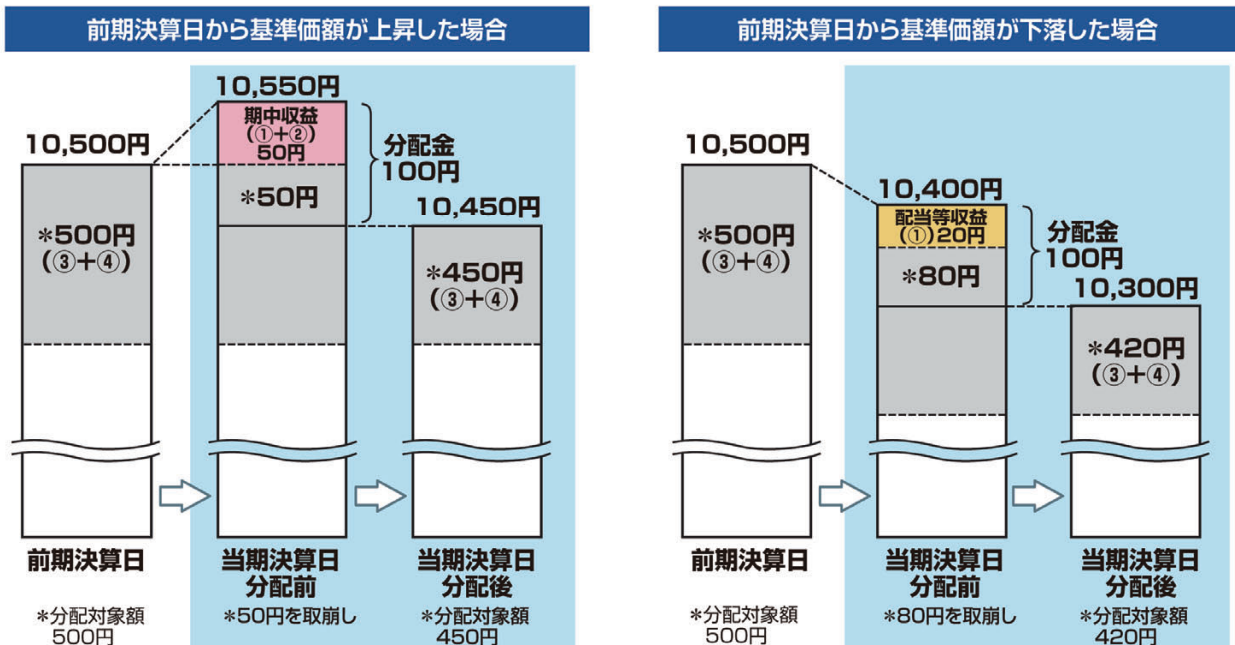 前期決算日から基準価額が上昇した場合
10,550円
期中収益
(①+②)
50円
10,500円
分配金
100円
*50円
10,450円
*500円
(③+④)
*450円
(③+④)
前期決算日
当期決算日
分配前
当期決算日
分配後
*分配対象額
500円
*50円を取崩し
*分配対象額
450円
前期決算日から基準価額が下落した場合
10,500円
10,400円
配当等収益
(①)20円
分配金
100円
*500円
(③+④)
*80円
10,300円
*420円
(③+④)
前期決算日
当期決算日
分配前
当期決算日
分配後
*分配対象額
500円
*80円を取崩し
*分配対象額
420円